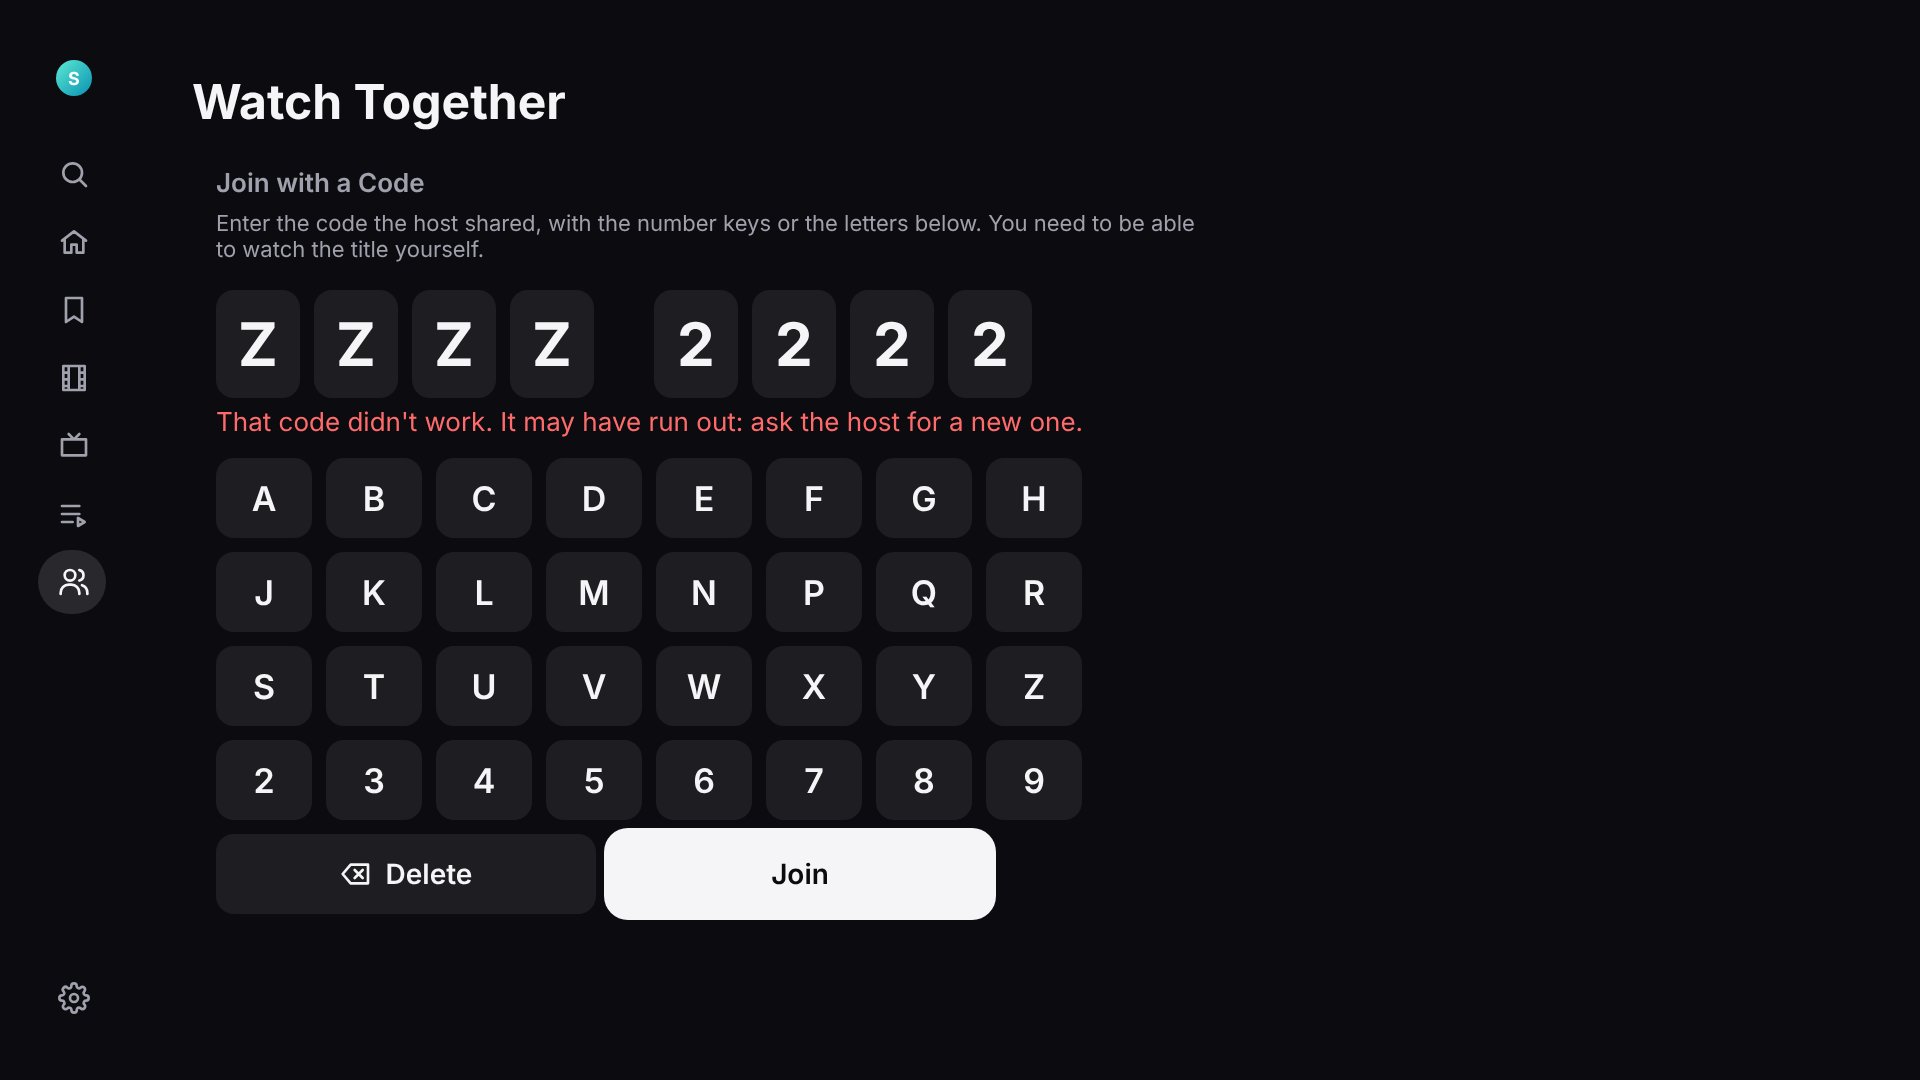 S
Watch Together
Join with a Code
Enter the code the host shared, with the number keys or the letters below. You need to be able
to watch the title yourself.
Z Z Z Z 2 2 2 2
That code didn't work. It may have run out: ask the host for a new one.
A B C D E F G H
J K L M N P Q R
S T U V W X Y Z
2 3 4 5 6 7 8 9
Delete Join